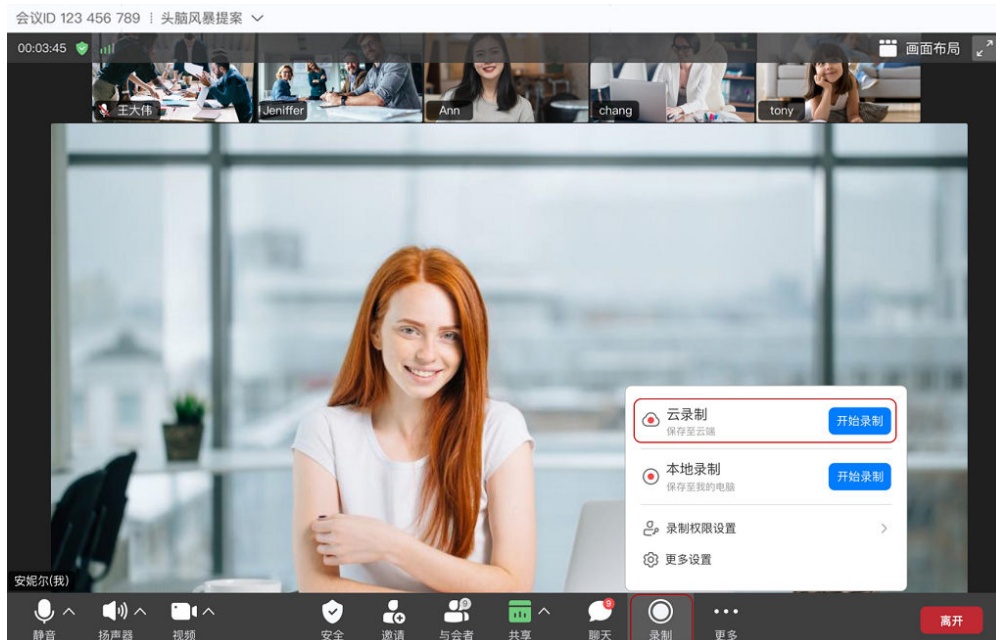 会议ID 123 456 789 ⁝ 头脑风暴提案
00:03:45
画面布局
王大伟
Jeniffer
Ann
chang
tony
云录制
保存至云端
开始录制
本地录制
保存至我的电脑
开始录制
录制权限设置
更多设置
安妮尔(我)
9
9
静音
扬声器
视频
安全
邀请
与会者
共享
聊天
录制
更多
离开